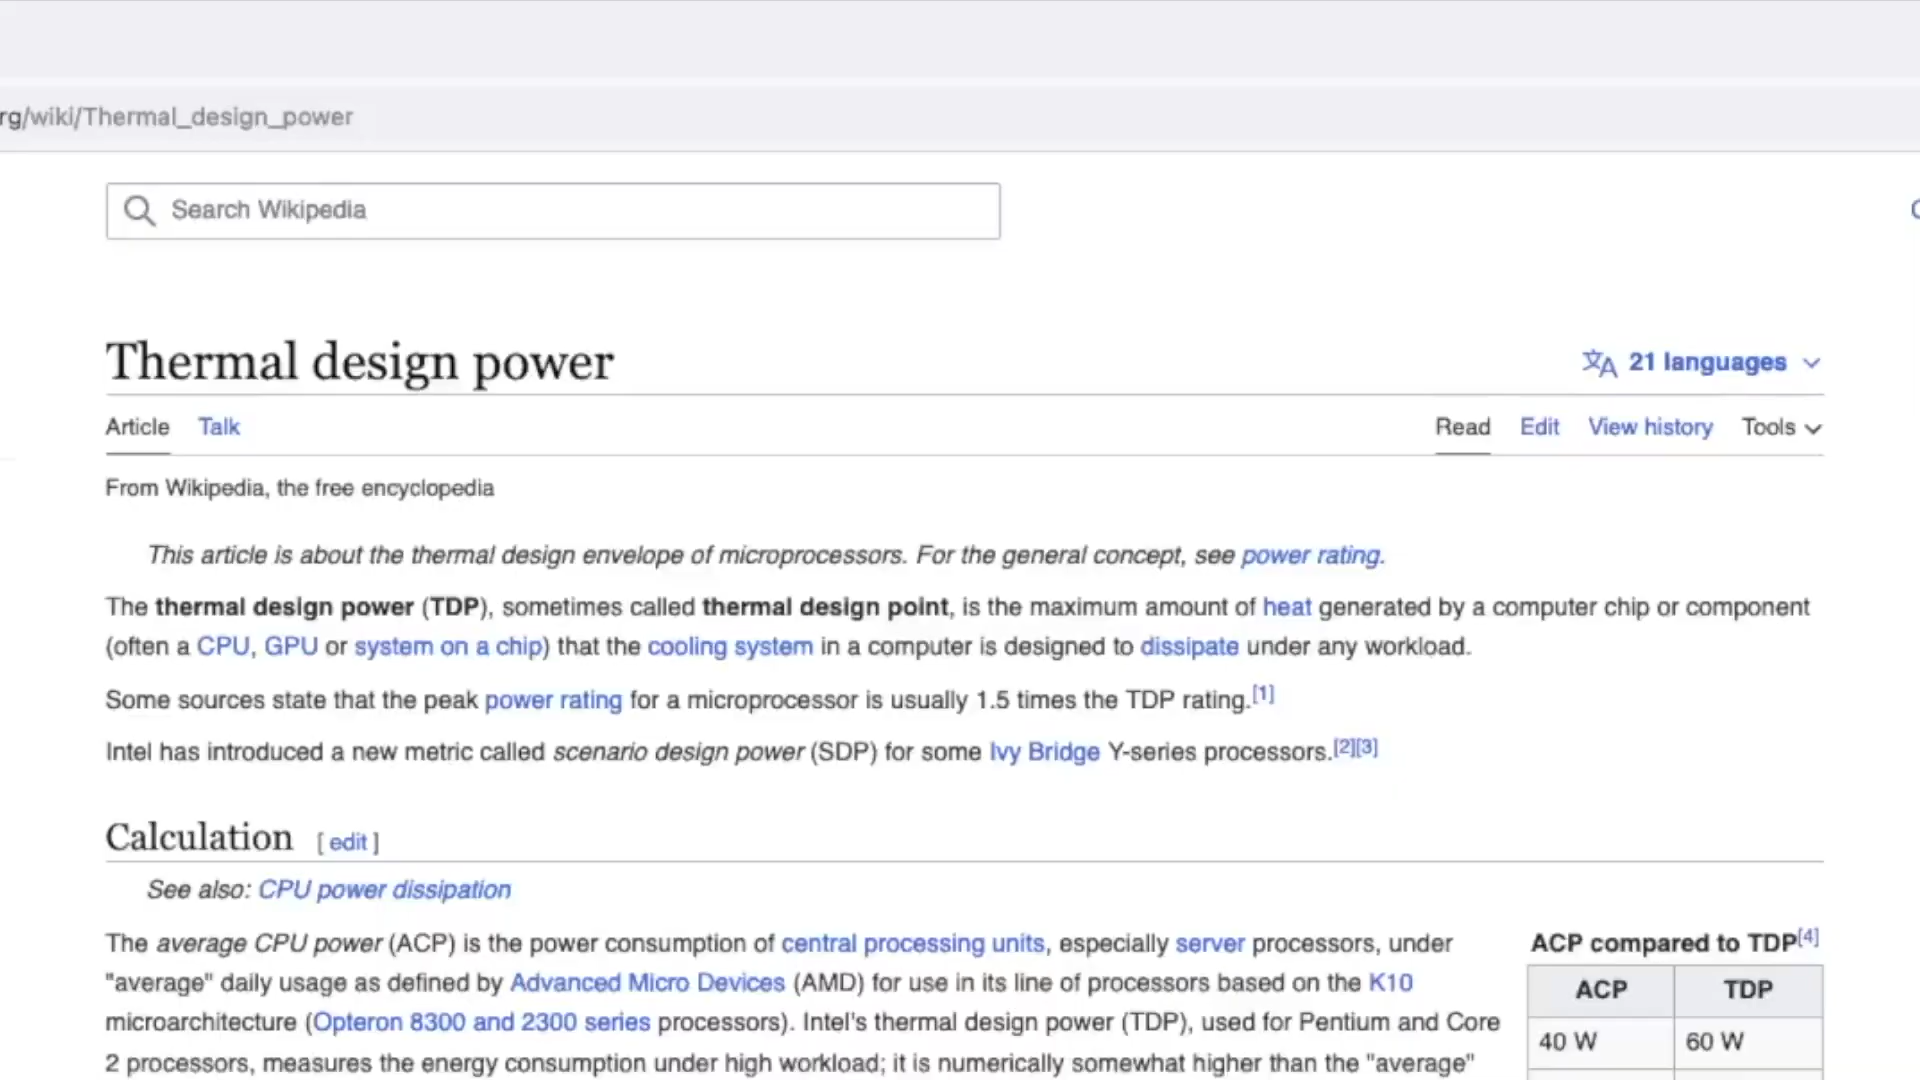 rg/wiki/Thermal_design_power
Search Wikipedia
Thermal design power
21 languages
Article Talk
Read Edit View history Tools
From Wikipedia, the free encyclopedia
This article is about the thermal design envelope of microprocessors. For the general concept, see power rating.
The thermal design power (TDP), sometimes called thermal design point, is the maximum amount of heat generated by a computer chip or component
(often a CPU, GPU or system on a chip) that the cooling system in a computer is designed to dissipate under any workload.
Some sources state that the peak power rating for a microprocessor is usually 1.5 times the TDP rating.[1]
Intel has introduced a new metric called scenario design power (SDP) for some Ivy Bridge Y-series processors.[2][3]
Calculation [ edit ]
See also: CPU power dissipation
The average CPU power (ACP) is the power consumption of central processing units, especially server processors, under
"average" daily usage as defined by Advanced Micro Devices (AMD) for use in its line of processors based on the K10
microarchitecture (Opteron 8300 and 2300 series processors). Intel's thermal design power (TDP), used for Pentium and Core
2 processors, measures the energy consumption under high workload; it is numerically somewhat higher than the "average"
ACP compared to TDP[4]
ACP TDP
40 W 60 W